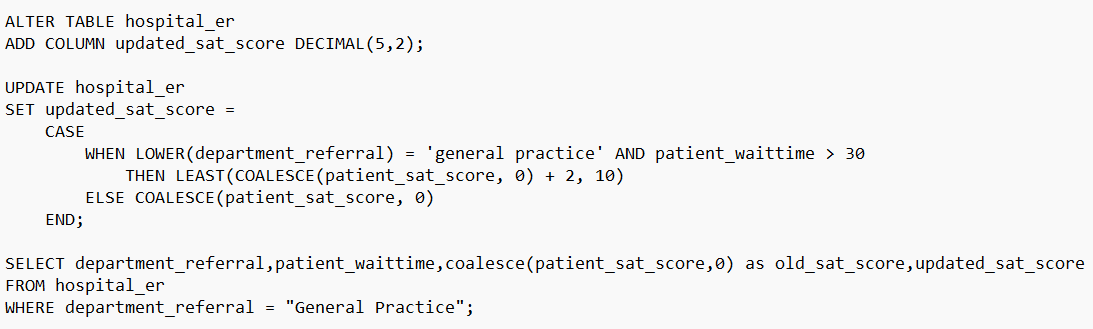 ALTER TABLE hospital_er
ADD COLUMN updated_sat_score DECIMAL(5,2);

UPDATE hospital_er
SET updated_sat_score =
    CASE
        WHEN LOWER(department_referral) = 'general practice' AND patient_waittime > 30
            THEN LEAST(COALESCE(patient_sat_score, 0) + 2, 10)
        ELSE COALESCE(patient_sat_score, 0)
    END;

SELECT department_referral,patient_waittime,coalesce(patient_sat_score,0) as old_sat_score,updated_sat_score
FROM hospital_er
WHERE department_referral = "General Practice";